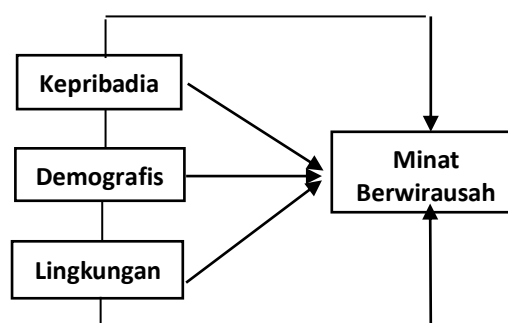 Kepribadia
Demografis
Lingkungan
Minat
Berwirausah